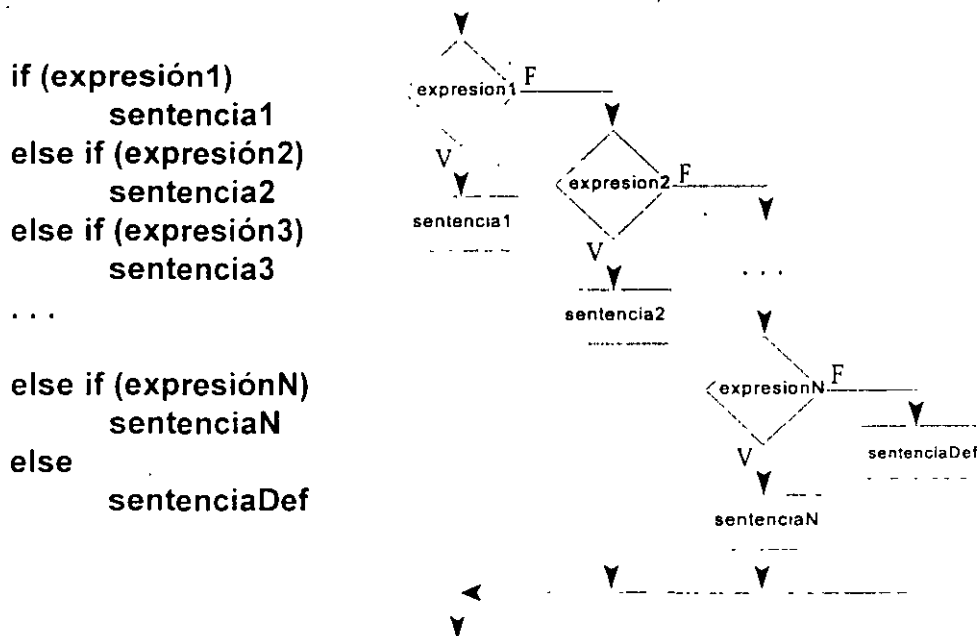 if (expresión1)
sentencia1
else if (expresión2)
sentencia2
else if (expresión3)
sentencia3
. . .
else if (expresiónN)
sentenciaN
else
sentenciaDef
expresion1 F
V
sentencia1
expresion2 F
V
sentencia2
. . .
expresionN F
V
sentenciaN
sentenciaDef